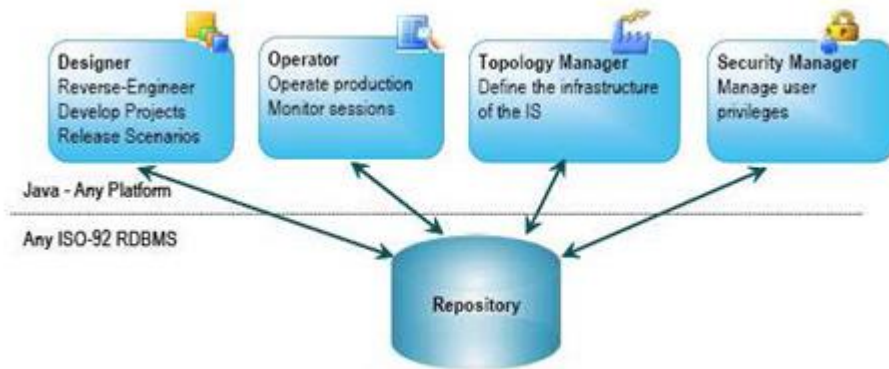 Designer
Reverse-Engineer
Develop Projects
Release Scenarios
Operator
Operate production
Monitor sessions
Topology Manager
Define the infrastructure
of the IS
Security Manager
Manage user
privileges
Java - Any Platform
Any ISO-92 RDBMS
Repository